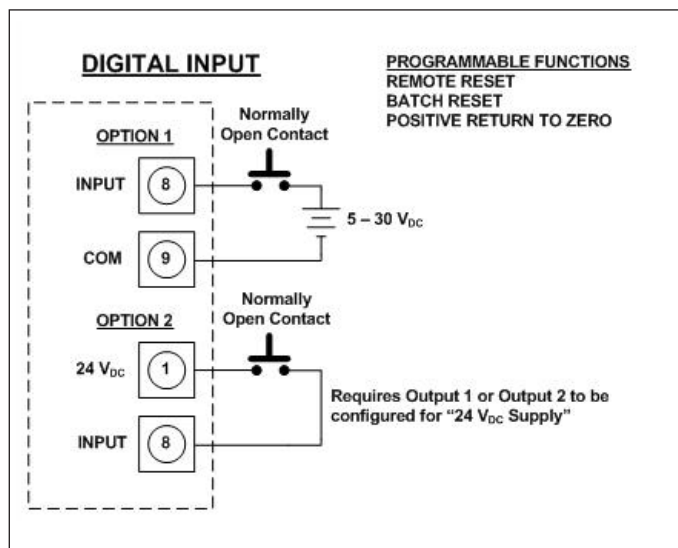 DIGITAL INPUT
PROGRAMMABLE FUNCTIONS
REMOTE RESET
BATCH RESET
POSITIVE RETURN TO ZERO
OPTION 1
Normally
Open Contact
INPUT
8
5 – 30 VDC
COM
9
OPTION 2
Normally
Open Contact
24 VDC
1
Requires Output 1 or Output 2 to be
configured for “24 VDC Supply”
INPUT
8